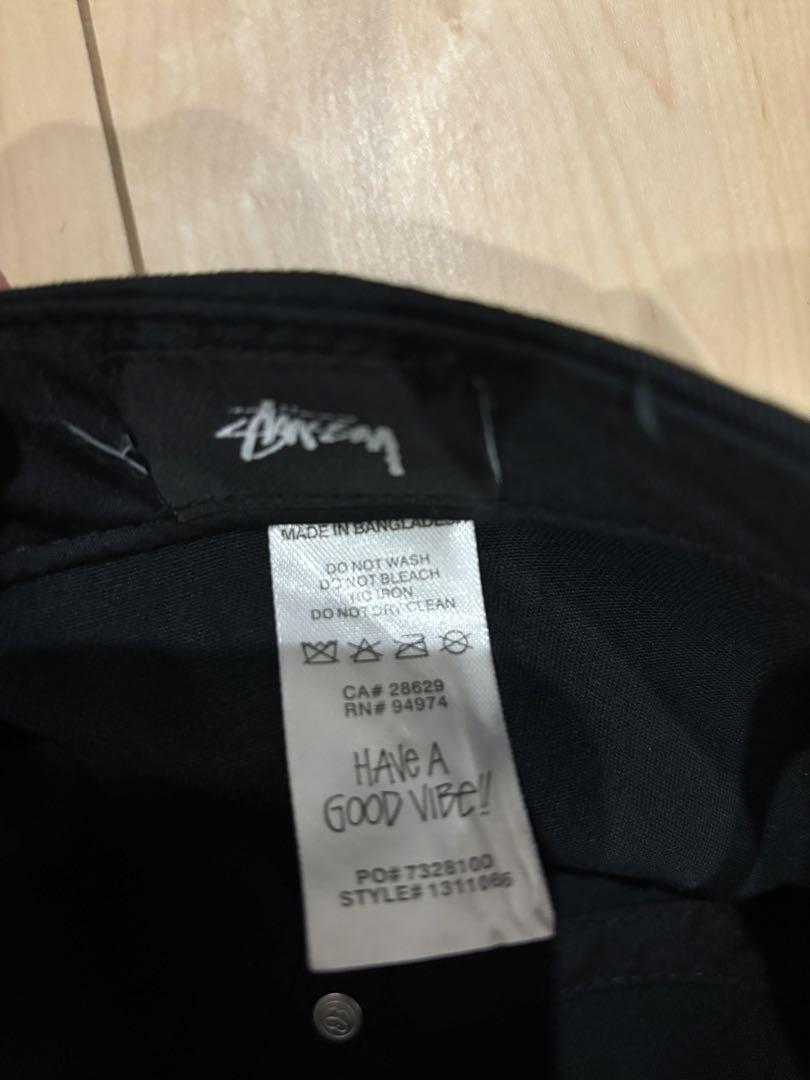 Stüssy
MADE IN BANGLADESH
DO NOT WASH
DO NOT BLEACH
NO IRON
DO NOT DRY CLEAN
CA# 28629
RN# 94974
HAVE A
GOOD VIBE!!
PO# 7328100
STYLE# 1311066